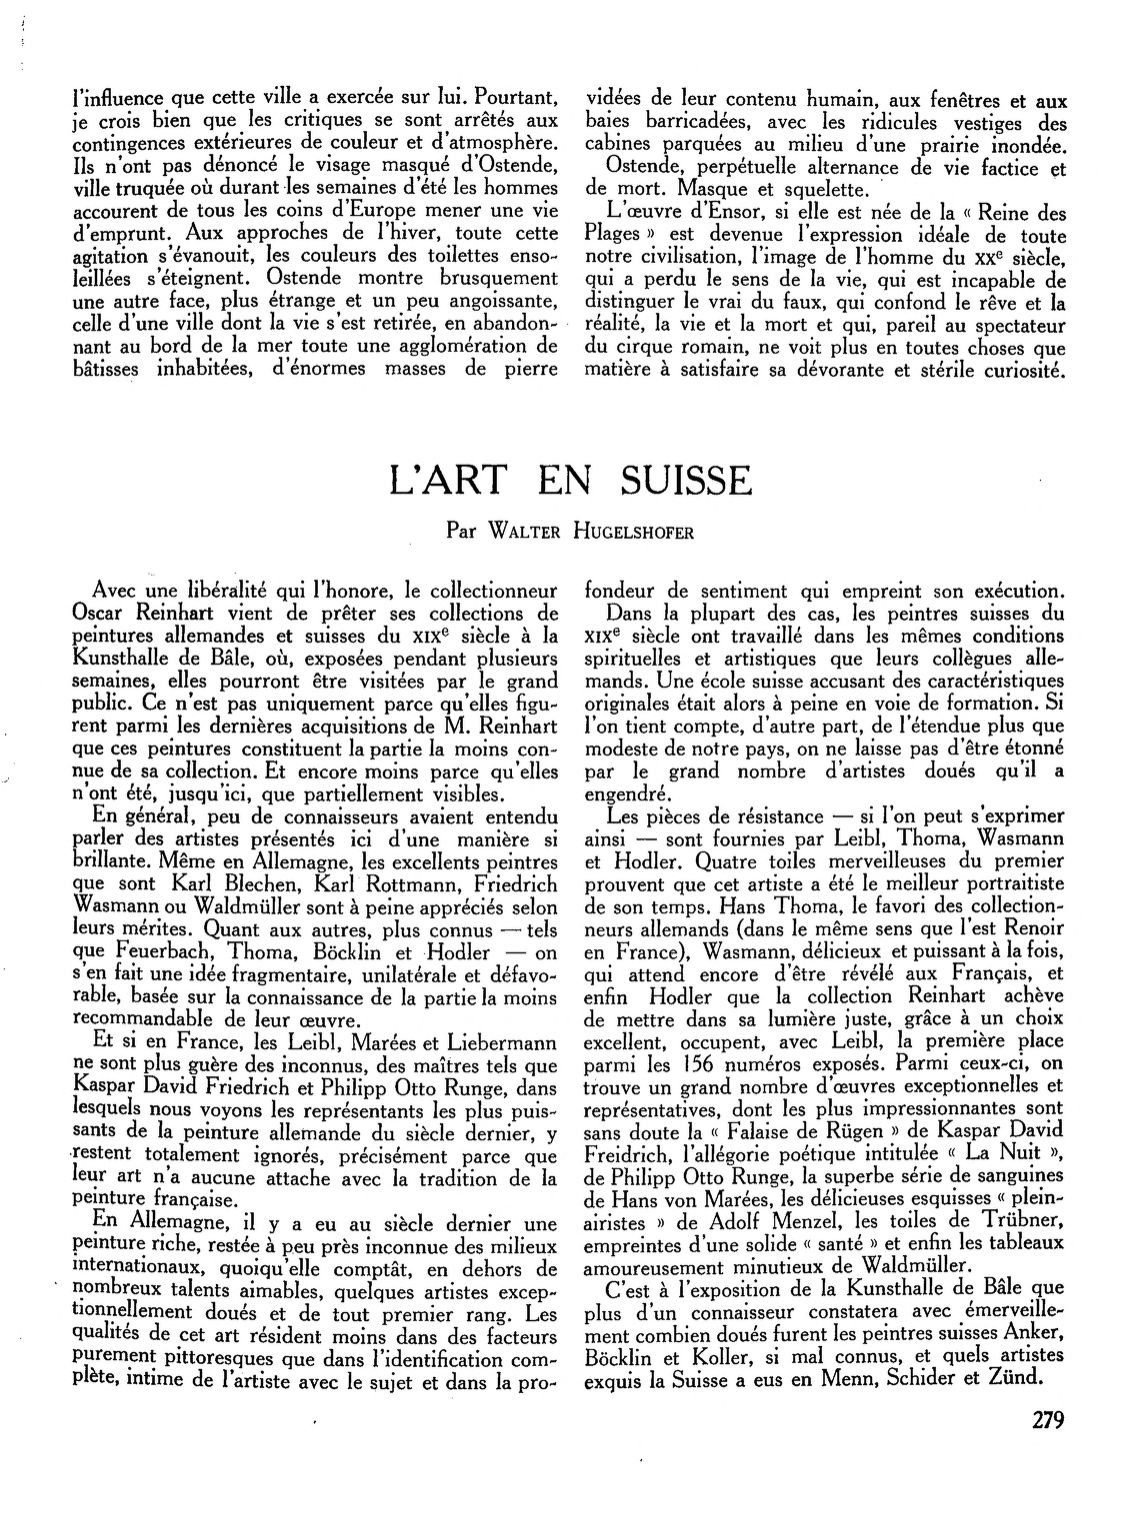 l'influence que cette ville a exercée sur lui. Pourtant,
je crois bien que les critiques se sont arrêtés aux
contingences extérieures de couleur et d'atmosphère.
Ils n'ont pas dénoncé le visage masqué d'Ostende,
ville truquée où durant les semaines d'été les hommes
accourent de tous les coins d'Europe mener une vie
d'emprunt. Aux approches de l'hiver, toute cette
agitation s'évanouit, les couleurs des toilettes enso-
leillées s'éteignent. Ostende montre brusquement
une autre face, plus étrange et un peu angoissante,
celle d'une ville dont la vie s'est retirée, en abandon-
nant au bord de la mer toute une agglomération de
bâtisses inhabitées, d'énormes masses de pierre
vidées de leur contenu humain, aux fenêtres et aux
baies barricadées, avec les ridicules vestiges des
cabines parquées au milieu d'une prairie inondée.
Ostende, perpétuelle alternance de vie factice et
de mort. Masque et squelette.
L'œuvre d'Ensor, si elle est née de la « Reine des
Plages » est devenue l'expression idéale de toute
notre civilisation, l'image de l'homme du XXe siècle,
qui a perdu le sens de la vie, qui est incapable de
distinguer le vrai du faux, qui confond le rêve et la
réalité, la vie et la mort et qui, pareil au spectateur
du cirque romain, ne voit plus en toutes choses que
matière à satisfaire sa dévorante et stérile curiosité.
L'ART EN SUISSE
Par WALTER HUGELSHOFER
Avec une libéralité qui l'honore, le collectionneur
Oscar Reinhart vient de prêter ses collections de
peintures allemandes et suisses du XIXe siècle à la
Kunsthalle de Bâle, où, exposées pendant plusieurs
semaines, elles pourront être visitées par le grand
public. Ce n'est pas uniquement parce qu'elles figu-
rent parmi les dernières acquisitions de M. Reinhart
que ces peintures constituent la partie la moins con-
nue de sa collection. Et encore moins parce qu'elles
n'ont été, jusqu'ici, que partiellement visibles.
En général, peu de connaisseurs avaient entendu
parler des artistes présentés ici d'une manière si
brillante. Même en Allemagne, les excellents peintres
que sont Karl Blechen, Karl Rottmann, Friedrich
Wasmann ou Waldmüller sont à peine appréciés selon
leurs mérites. Quant aux autres, plus connus — tels
que Feuerbach, Thoma, Böcklin et Hodler — on
s'en fait une idée fragmentaire, unilatérale et défavo-
rable, basée sur la connaissance de la partie la moins
recommandable de leur œuvre.
Et si en France, les Leibl, Marées et Liebermann
ne sont plus guère des inconnus, des maîtres tels que
Kaspar David Friedrich et Philipp Otto Runge, dans
lesquels nous voyons les représentants les plus puis-
sants de la peinture allemande du siècle dernier, y
restent totalement ignorés, précisément parce que
leur art n'a aucune attache avec la tradition de la
peinture française.
En Allemagne, il y a eu au siècle dernier une
peinture riche, restée à peu près inconnue des milieux
internationaux, quoiqu'elle comptât, en dehors de
nombreux talents aimables, quelques artistes excep-
tionnellement doués et de tout premier rang. Les
qualités de cet art résident moins dans des facteurs
purement pittoresques que dans l'identification com-
plète, intime de l'artiste avec le sujet et dans la pro-
fondeur de sentiment qui empreint son exécution.
Dans la plupart des cas, les peintres suisses du
XIXe siècle ont travaillé dans les mêmes conditions
spirituelles et artistiques que leurs collègues alle-
mands. Une école suisse accusant des caractéristiques
originales était alors à peine en voie de formation. Si
l'on tient compte, d'autre part, de l'étendue plus que
modeste de notre pays, on ne laisse pas d'être étonné
par le grand nombre d'artistes doués qu'il a
engendré.
Les pièces de résistance — si l'on peut s'exprimer
ainsi — sont fournies par Leibl, Thoma, Wasmann
et Hodler. Quatre toiles merveilleuses du premier
prouvent que cet artiste a été le meilleur portraitiste
de son temps. Hans Thoma, le favori des collection-
neurs allemands (dans le même sens que l'est Renoir
en France), Wasmann, délicieux et puissant à la fois,
qui attend encore d'être révélé aux Français, et
enfin Hodler que la collection Reinhart achève
de mettre dans sa lumière juste, grâce à un choix
excellent, occupent, avec Leibl, la première place
parmi les 156 numéros exposés. Parmi ceux-ci, on
trouve un grand nombre d'œuvres exceptionnelles et
représentatives, dont les plus impressionnantes sont
sans doute la « Falaise de Rügen » de Kaspar David
Freidrich, l'allégorie poétique intitulée « La Nuit »,
de Philipp Otto Runge, la superbe série de sanguines
de Hans von Marées, les délicieuses esquisses « plein-
airistes » de Adolf Menzel, les toiles de Trübner,
empreintes d'une solide « santé » et enfin les tableaux
amoureusement minutieux de Waldmüller.
C'est à l'exposition de la Kunsthalle de Bâle que
plus d'un connaisseur constatera avec émerveille-
ment combien doués furent les peintres suisses Anker,
Böcklin et Koller, si mal connus, et quels artistes
exquis la Suisse a eus en Menn, Schider et Zünd.
279